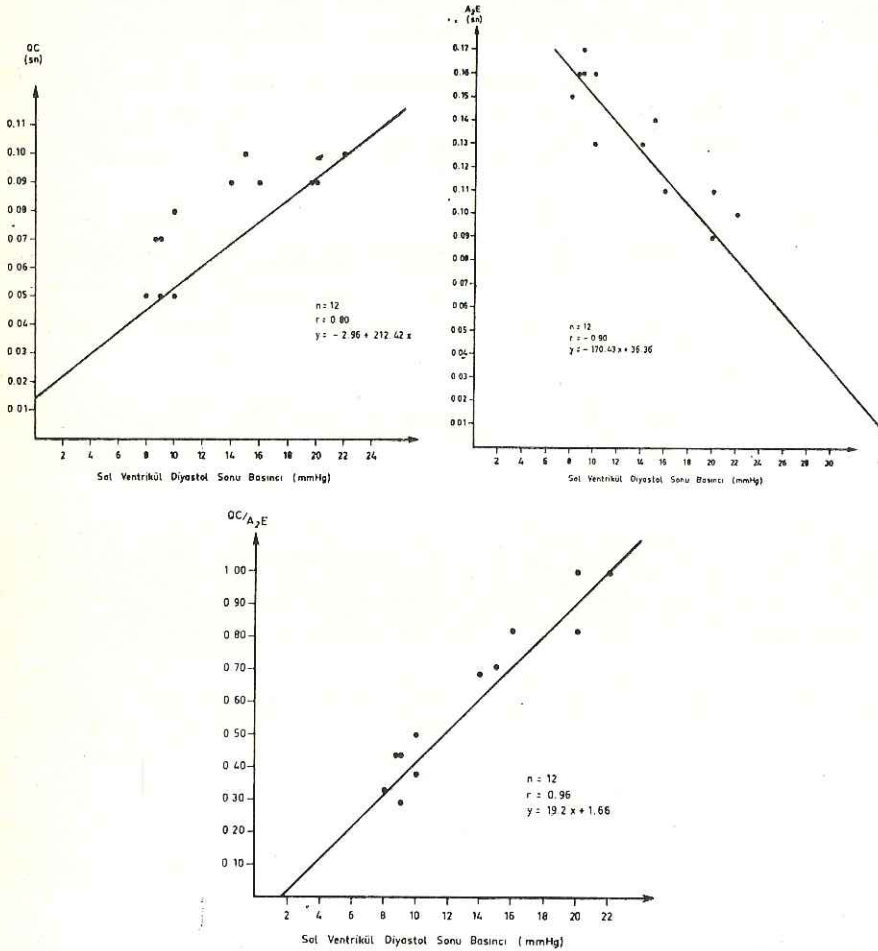 QC
(sn)
0.11
0.10
0.09
0.08
0.07
0.06
0.05
0.04
0.03
0.02
0.01
2 4 6 8 10 12 14 16 18 20 22 24
n = 12
r = 0.80
y = - 2.96 + 212.42 x
Sol Ventrikül Diyastol Sonu Basıncı (mmHg)
A₂E
(sn)
0.17
0.16
0.15
0.14
0.13
0.12
0.11
0.10
0.09
0.08
0.07
0.06
0.05
0.04
0.03
0.02
0.01
2 4 6 8 10 12 14 16 18 20 22 24 26 28 30
n = 12
r = - 0.90
y = - 170.43 x + 36.36
Sol Ventrikül Diyastol Sonu Basıncı (mmHg)
QC/A₂E
1.00
0.90
0.80
0.70
0.60
0.50
0.40
0.30
0.20
0.10
2 4 6 8 10 12 14 16 18 20 22
n = 12
r = 0.96
y = 19.2 x + 1.66
Sol Ventrikül Diyastol Sonu Basıncı (mmHg)